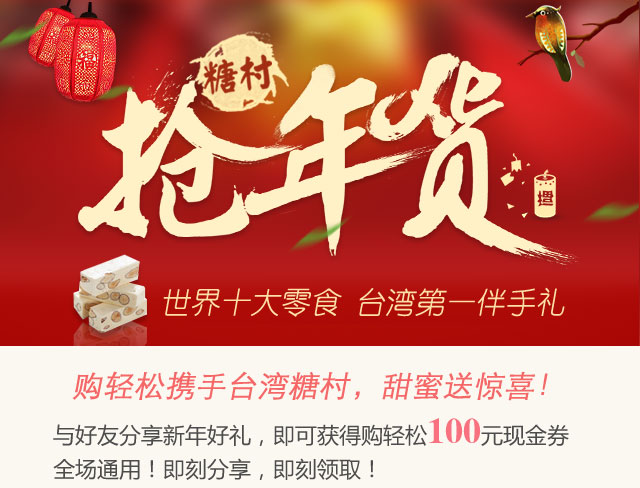 糖村
抢年货
世界十大零食 台湾第一伴手礼
购轻松携手台湾糖村，甜蜜送惊喜！
与好友分享新年好礼，即可获得购轻松100元现金券
全场通用！即刻分享，即刻领取！